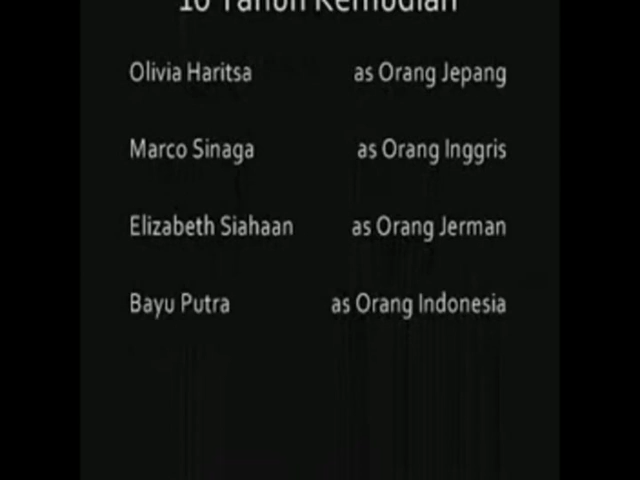 10 Tahun Kemudian
Olivia Haritsa as Orang Jepang
Marco Sinaga as Orang Inggris
Elizabeth Siahaan as Orang Jerman
Bayu Putra as Orang Indonesia